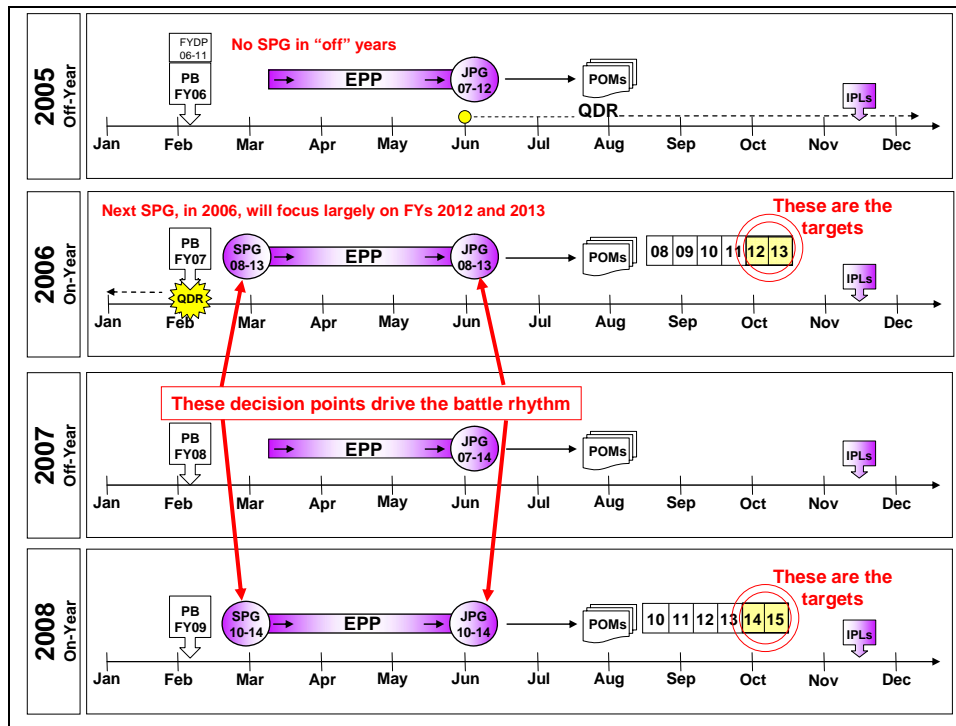 2005
Off-Year
FYDP
06-11
PB
FY06
No SPG in “off” years
EPP
JPG
07-12
POMs
QDR
IPLs
Jan Feb Mar Apr May Jun Jul Aug Sep Oct Nov Dec
2006
On-Year
Next SPG, in 2006, will focus largely on FYs 2012 and 2013
PB
FY07
QDR
SPG
08-13
EPP
JPG
08-13
POMs
08 09 10 11 12 13
These are the
targets
IPLs
Jan Feb Mar Apr May Jun Jul Aug Sep Oct Nov Dec
These decision points drive the battle rhythm
2007
Off-Year
PB
FY08
EPP
JPG
07-14
POMs
IPLs
Jan Feb Mar Apr May Jun Jul Aug Sep Oct Nov Dec
2008
On-Year
PB
FY09
SPG
10-14
EPP
JPG
10-14
POMs
10 11 12 13 14 15
These are the
targets
IPLs
Jan Feb Mar Apr May Jun Jul Aug Sep Oct Nov Dec